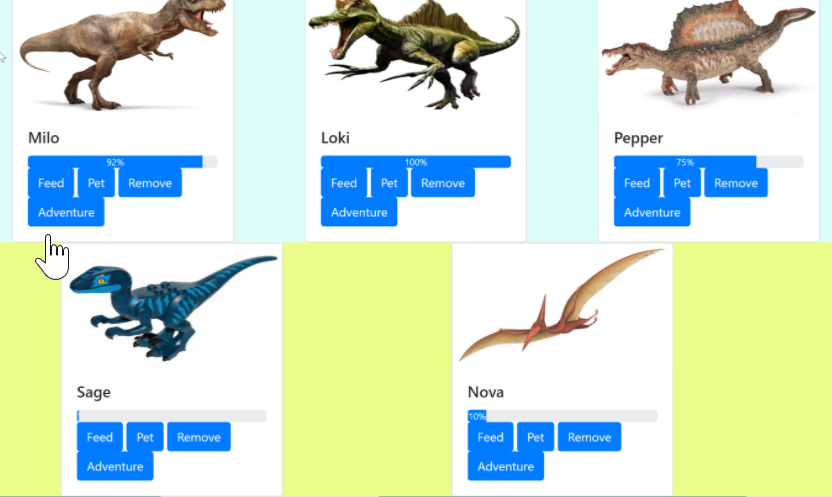 Milo
92%
Feed Pet Remove
Adventure
Loki
100%
Feed Pet Remove
Adventure
Pepper
75%
Feed Pet Remove
Adventure
Sage
Feed Pet Remove
Adventure
Nova
10%
Feed Pet Remove
Adventure